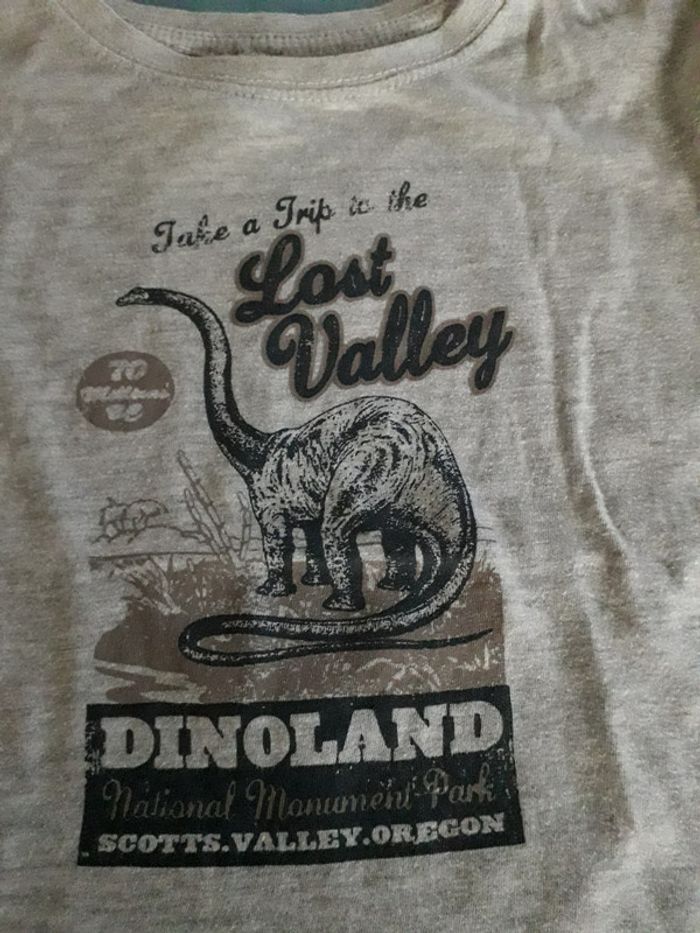 Take a Trip to the
Lost
Valley
DINOLAND
National Monument Park
SCOTTS.VALLEY.OREGON